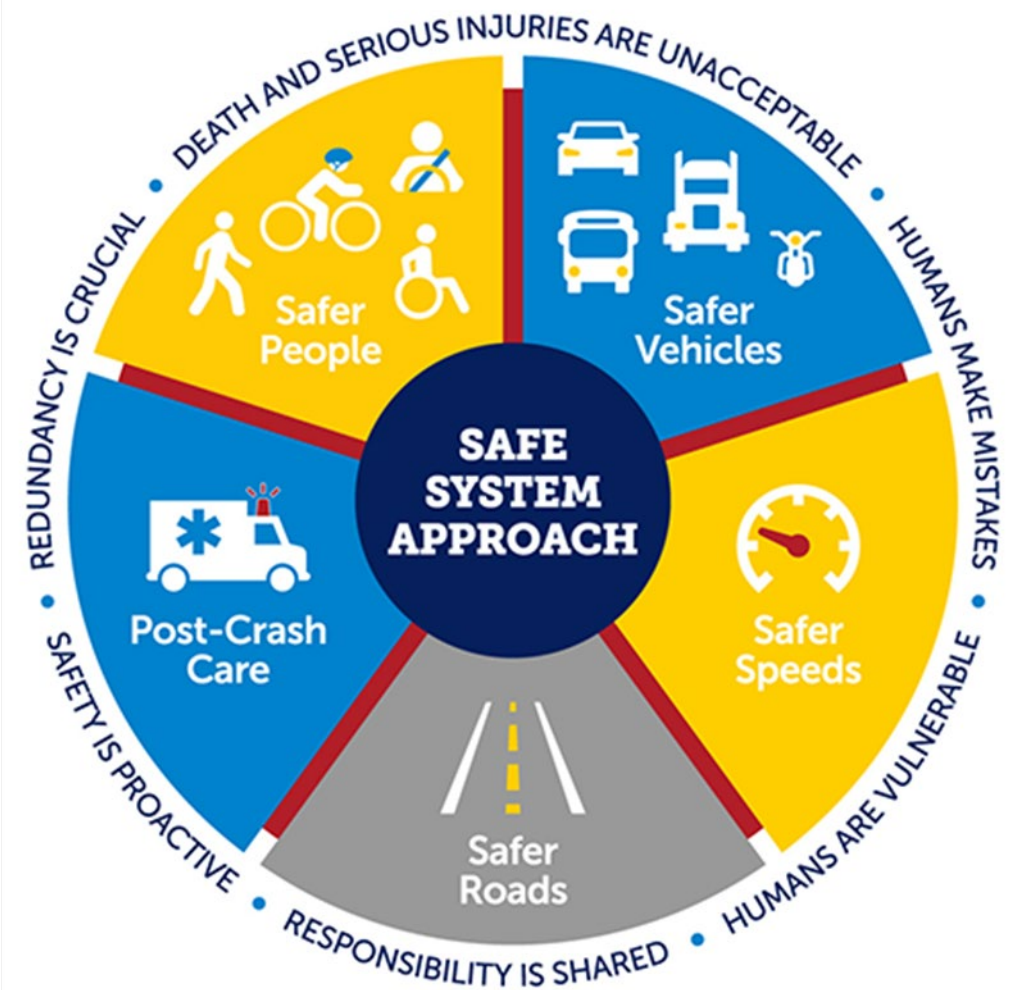 DEATH AND SERIOUS INJURIES ARE UNACCEPTABLE
HUMANS MAKE MISTAKES
HUMANS ARE VULNERABLE
RESPONSIBILITY IS SHARED
SAFETY IS PROACTIVE
REDUNDANCY IS CRUCIAL
Safer
People
Safer
Vehicles
SAFE
SYSTEM
APPROACH
Post-Crash
Care
Safer
Speeds
Safer
Roads